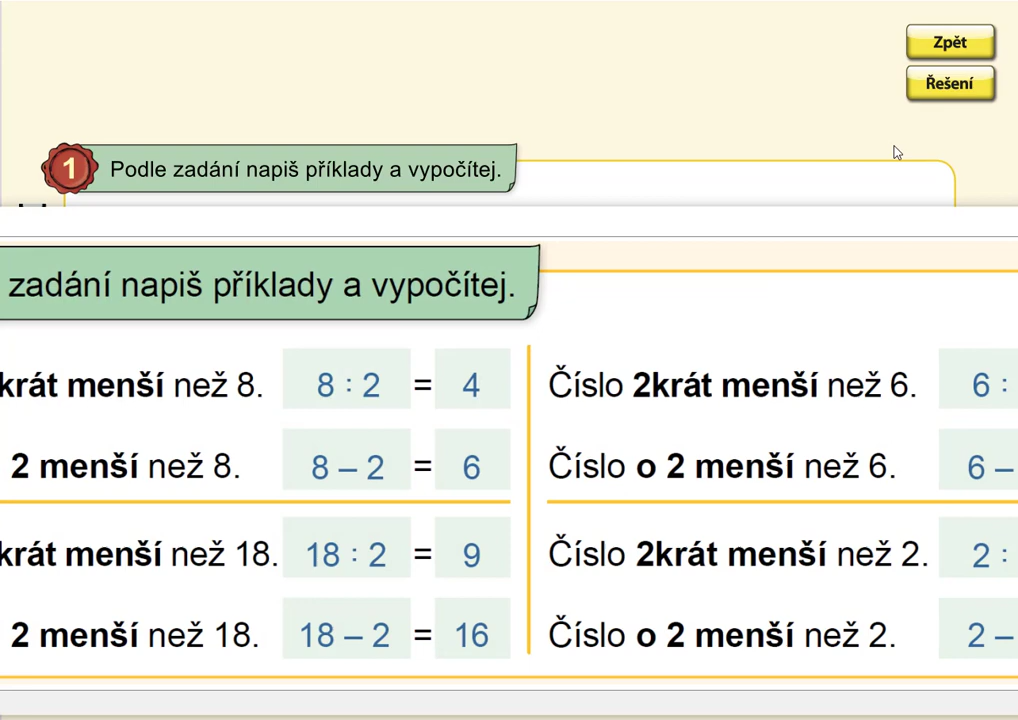 Zpět
Řešení
1 Podle zadání napiš příklady a vypočítej.
zadání napiš příklady a vypočítej.
krát menší než 8. 8 : 2 = 4
2 menší než 8. 8 – 2 = 6
krát menší než 18. 18 : 2 = 9
2 menší než 18. 18 – 2 = 16
Číslo 2krát menší než 6. 6 :
Číslo o 2 menší než 6. 6 –
Číslo 2krát menší než 2. 2 :
Číslo o 2 menší než 2. 2 –